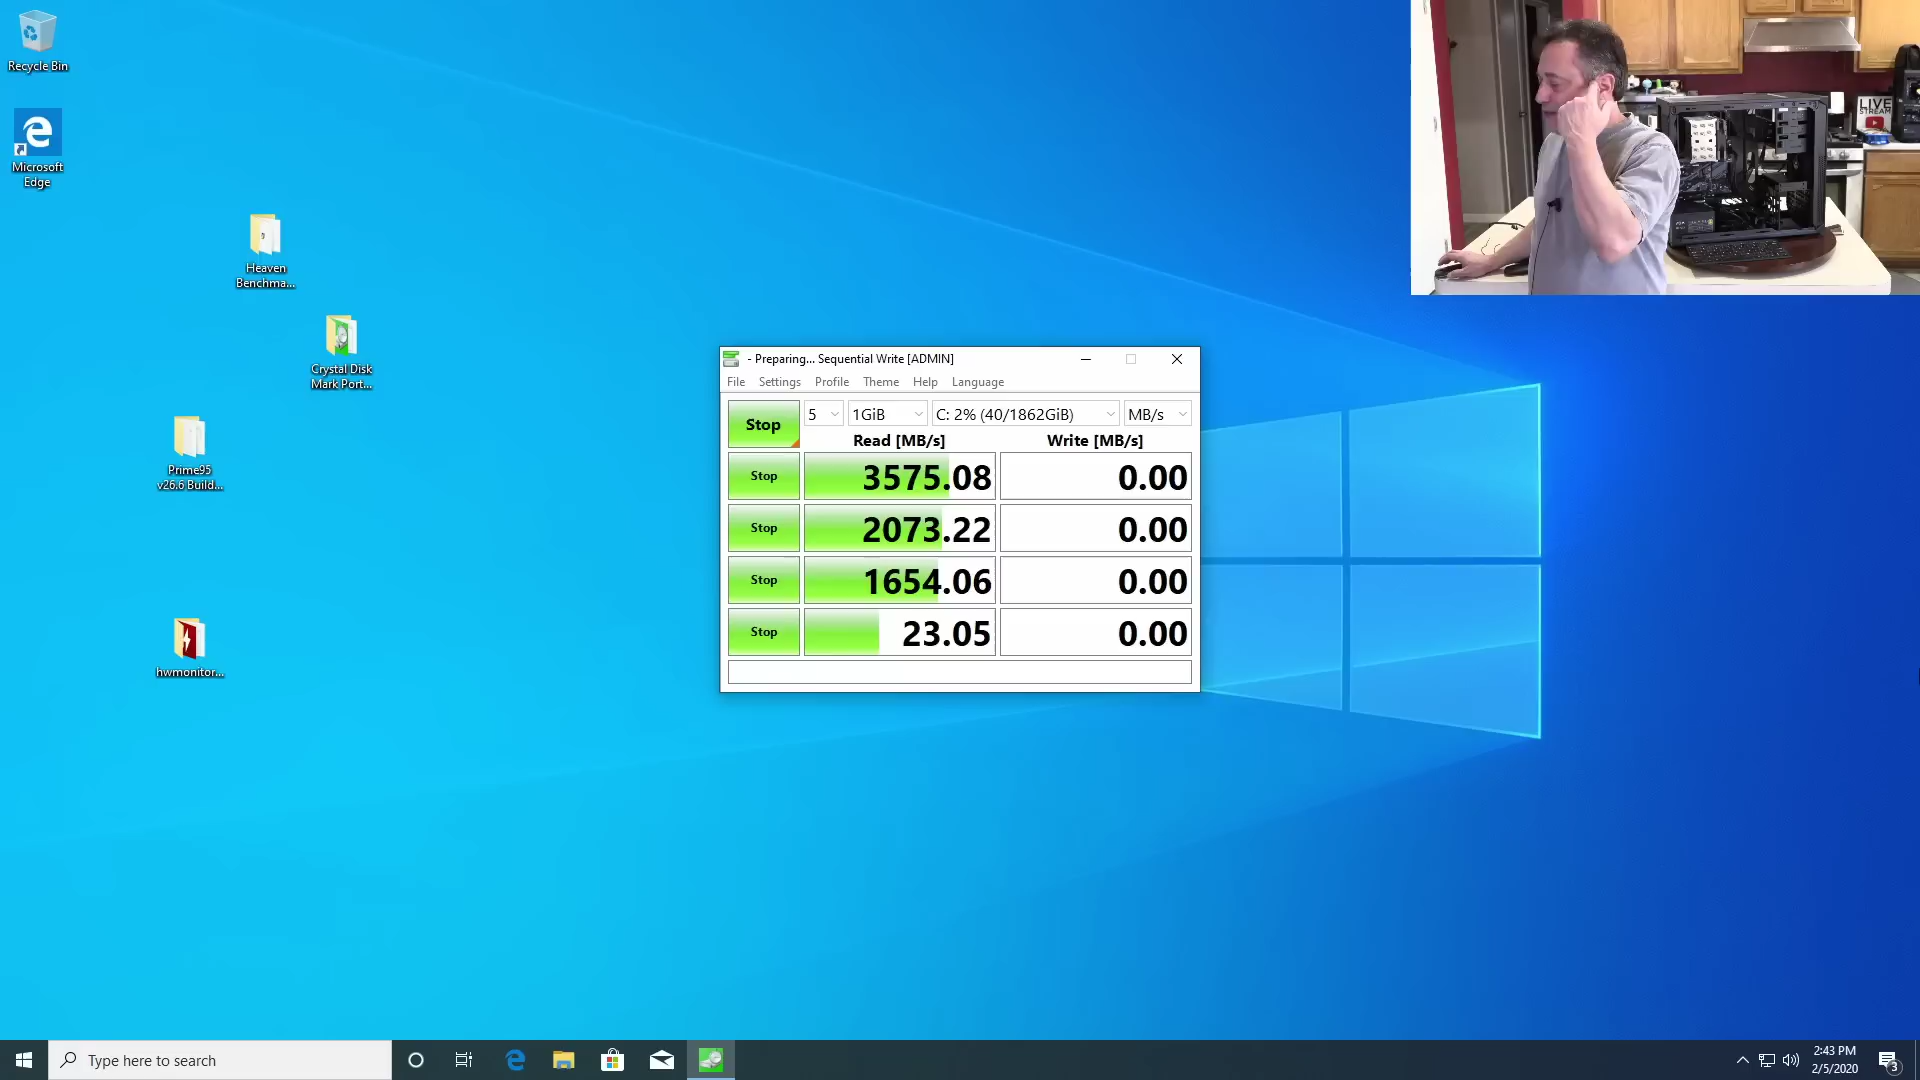 Recycle Bin
Microsoft
Edge
Heaven
Benchma...
Crystal Disk
Mark Port...
Prime95
v26.6 Build...
hwmonitor...
LIVE
STREAM
- Preparing... Sequential Write [ADMIN]
File Settings Profile Theme Help Language
Stop 5 1GiB C: 2% (40/1862GiB) MB/s
Read [MB/s] Write [MB/s]
Stop 3575.08 0.00
Stop 2073.22 0.00
Stop 1654.06 0.00
Stop 23.05 0.00
Type here to search
2:43 PM
2/5/2020
3